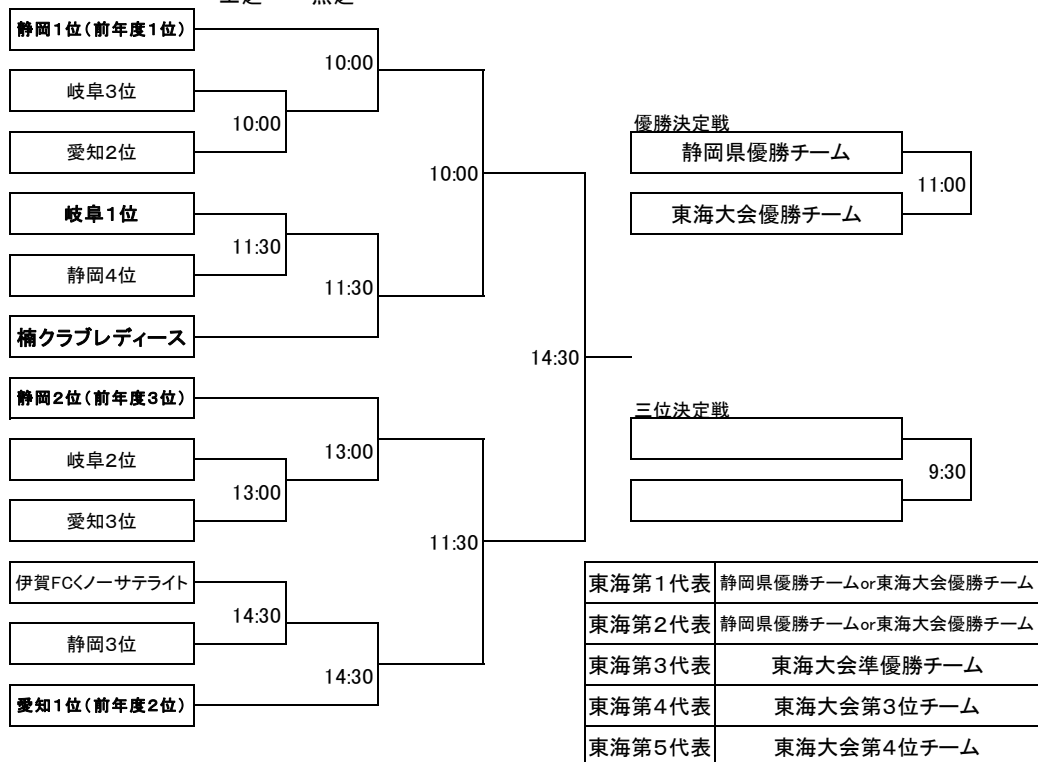 静岡1位(前年度1位)
10:00
岐阜3位
10:00
愛知2位
10:00
岐阜1位
11:30
静岡4位
11:30
楠クラブレディース
14:30
静岡2位(前年度3位)
岐阜2位
13:00
13:00
愛知3位
11:30
伊賀FCくノーサテライト
14:30
静岡3位
14:30
愛知1位(前年度2位)
優勝決定戦
静岡県優勝チーム
11:00
東海大会優勝チーム
三位決定戦
9:30
東海第1代表 静岡県優勝チームor東海大会優勝チーム
東海第2代表 静岡県優勝チームor東海大会優勝チーム
東海第3代表 東海大会準優勝チーム
東海第4代表 東海大会第3位チーム
東海第5代表 東海大会第4位チーム